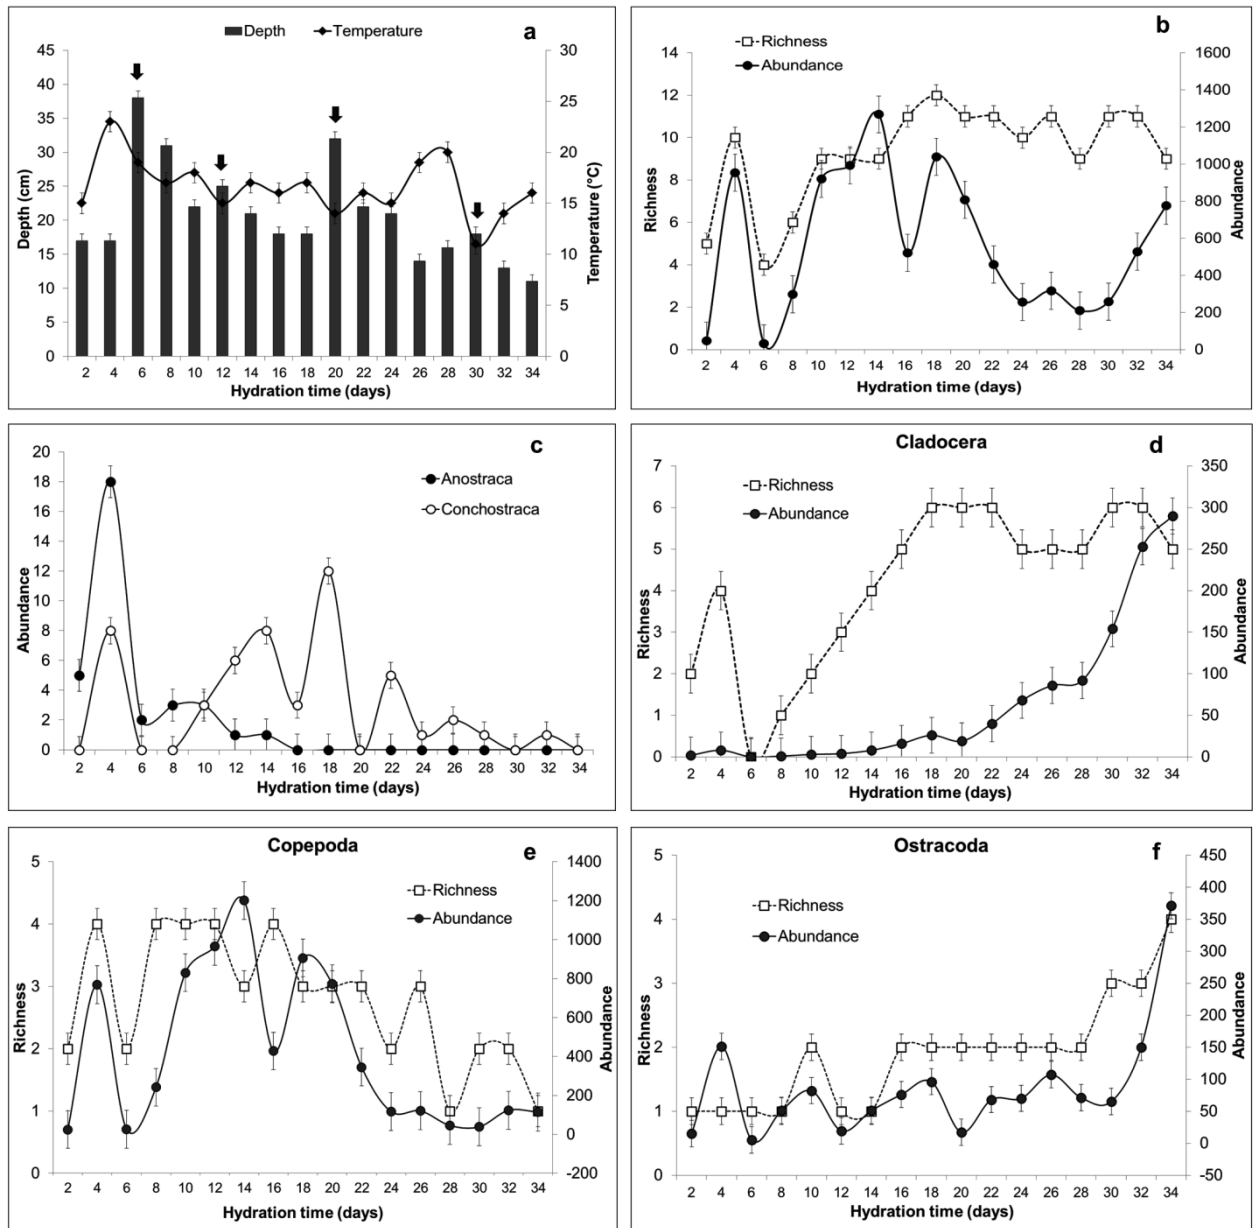 Depth Temperature a
45 30
40 25
35
30 20
25
20 15
15 10
10
5 5
0 0
2 4 6 8 10 12 14 16 18 20 22 24 26 28 30 32 34
Depth (cm)
Temperature (°C)
Hydration time (days)
b
Richness
Abundance
14 1600
12 1400
1200
10
1000
8
800
6
600
4
400
2 200
0 0
2 4 6 8 10 12 14 16 18 20 22 24 26 28 30 32 34
Richness
Abundance
Hydration time (days)
c
Anostraca
Conchostraca
20
18
16
14
12
10
8
6
4
2
0
2 4 6 8 10 12 14 16 18 20 22 24 26 28 30 32 34
Abundance
Hydration time (days)
Cladocera d
Richness
Abundance
7 350
6 300
5 250
4 200
3 150
2 100
1 50
0 0
2 4 6 8 10 12 14 16 18 20 22 24 26 28 30 32 34
Richness
Abundance
Hydration time (days)
Copepoda e
Richness
Abundance
5 1400
1200
4
1000
800
3
600
2 400
200
1
0
0 -200
2 4 6 8 10 12 14 16 18 20 22 24 26 28 30 32 34
Richness
Abundance
Hydration time (days)
Ostracoda f
Richness
Abundance
5 450
400
4 350
300
3 250
200
2 150
100
1 50
0
0 -50
2 4 6 8 10 12 14 16 18 20 22 24 26 28 30 32 34
Richness
Abundance
Hydration time (days)